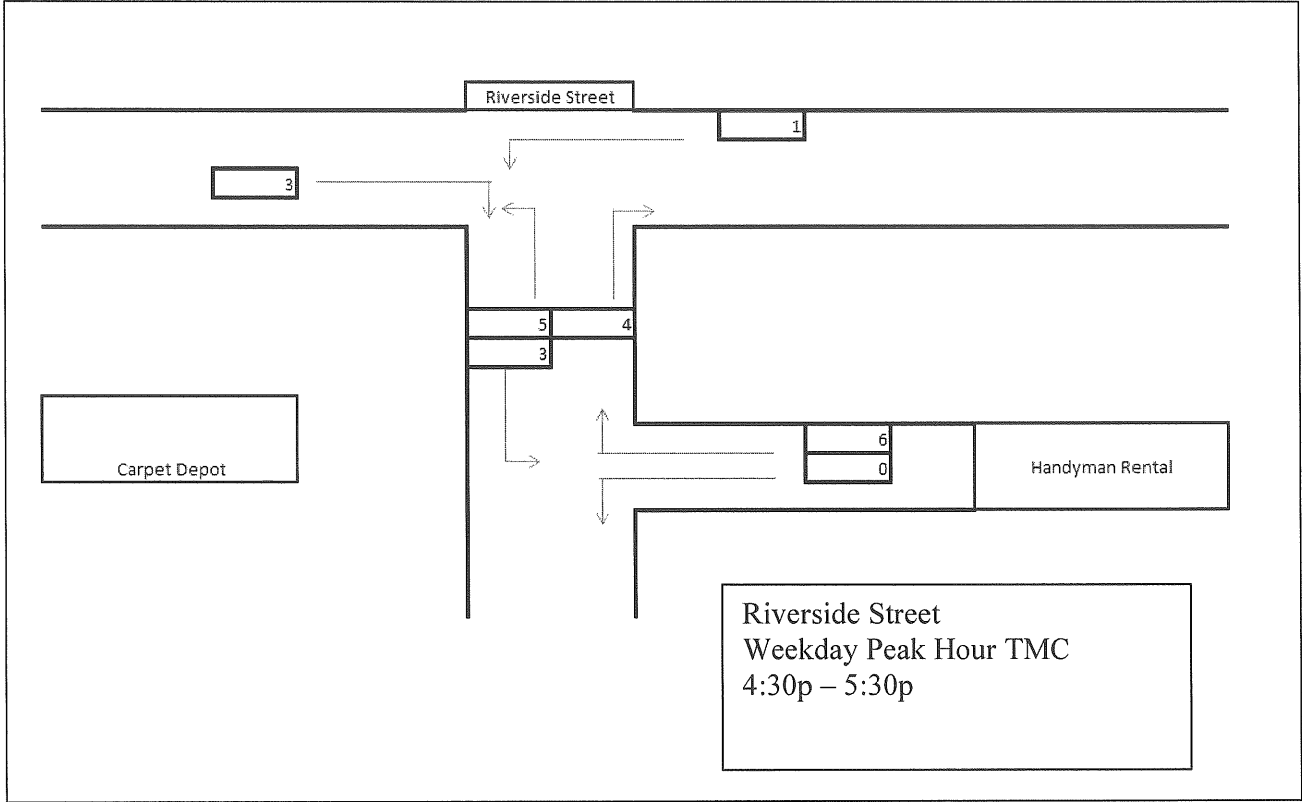 Riverside Street
1
3
5 4
3
6
0
Carpet Depot
Handyman Rental
Riverside Street
Weekday Peak Hour TMC
4:30p – 5:30p